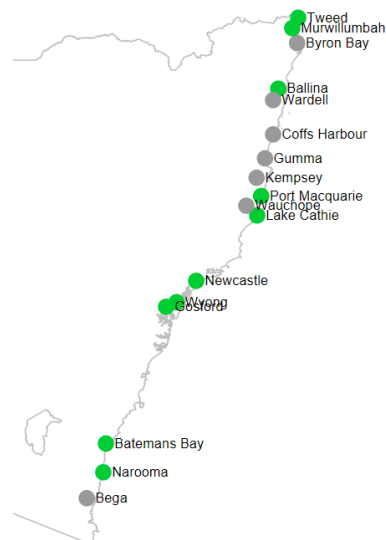 Tweed
Murwillumbah
Byron Bay
Ballina
Wardell
Coffs Harbour
Gumma
Kempsey
Port Macquarie
Wauchope
Lake Cathie
Newcastle
Wyong
Gosford
Batemans Bay
Narooma
Bega